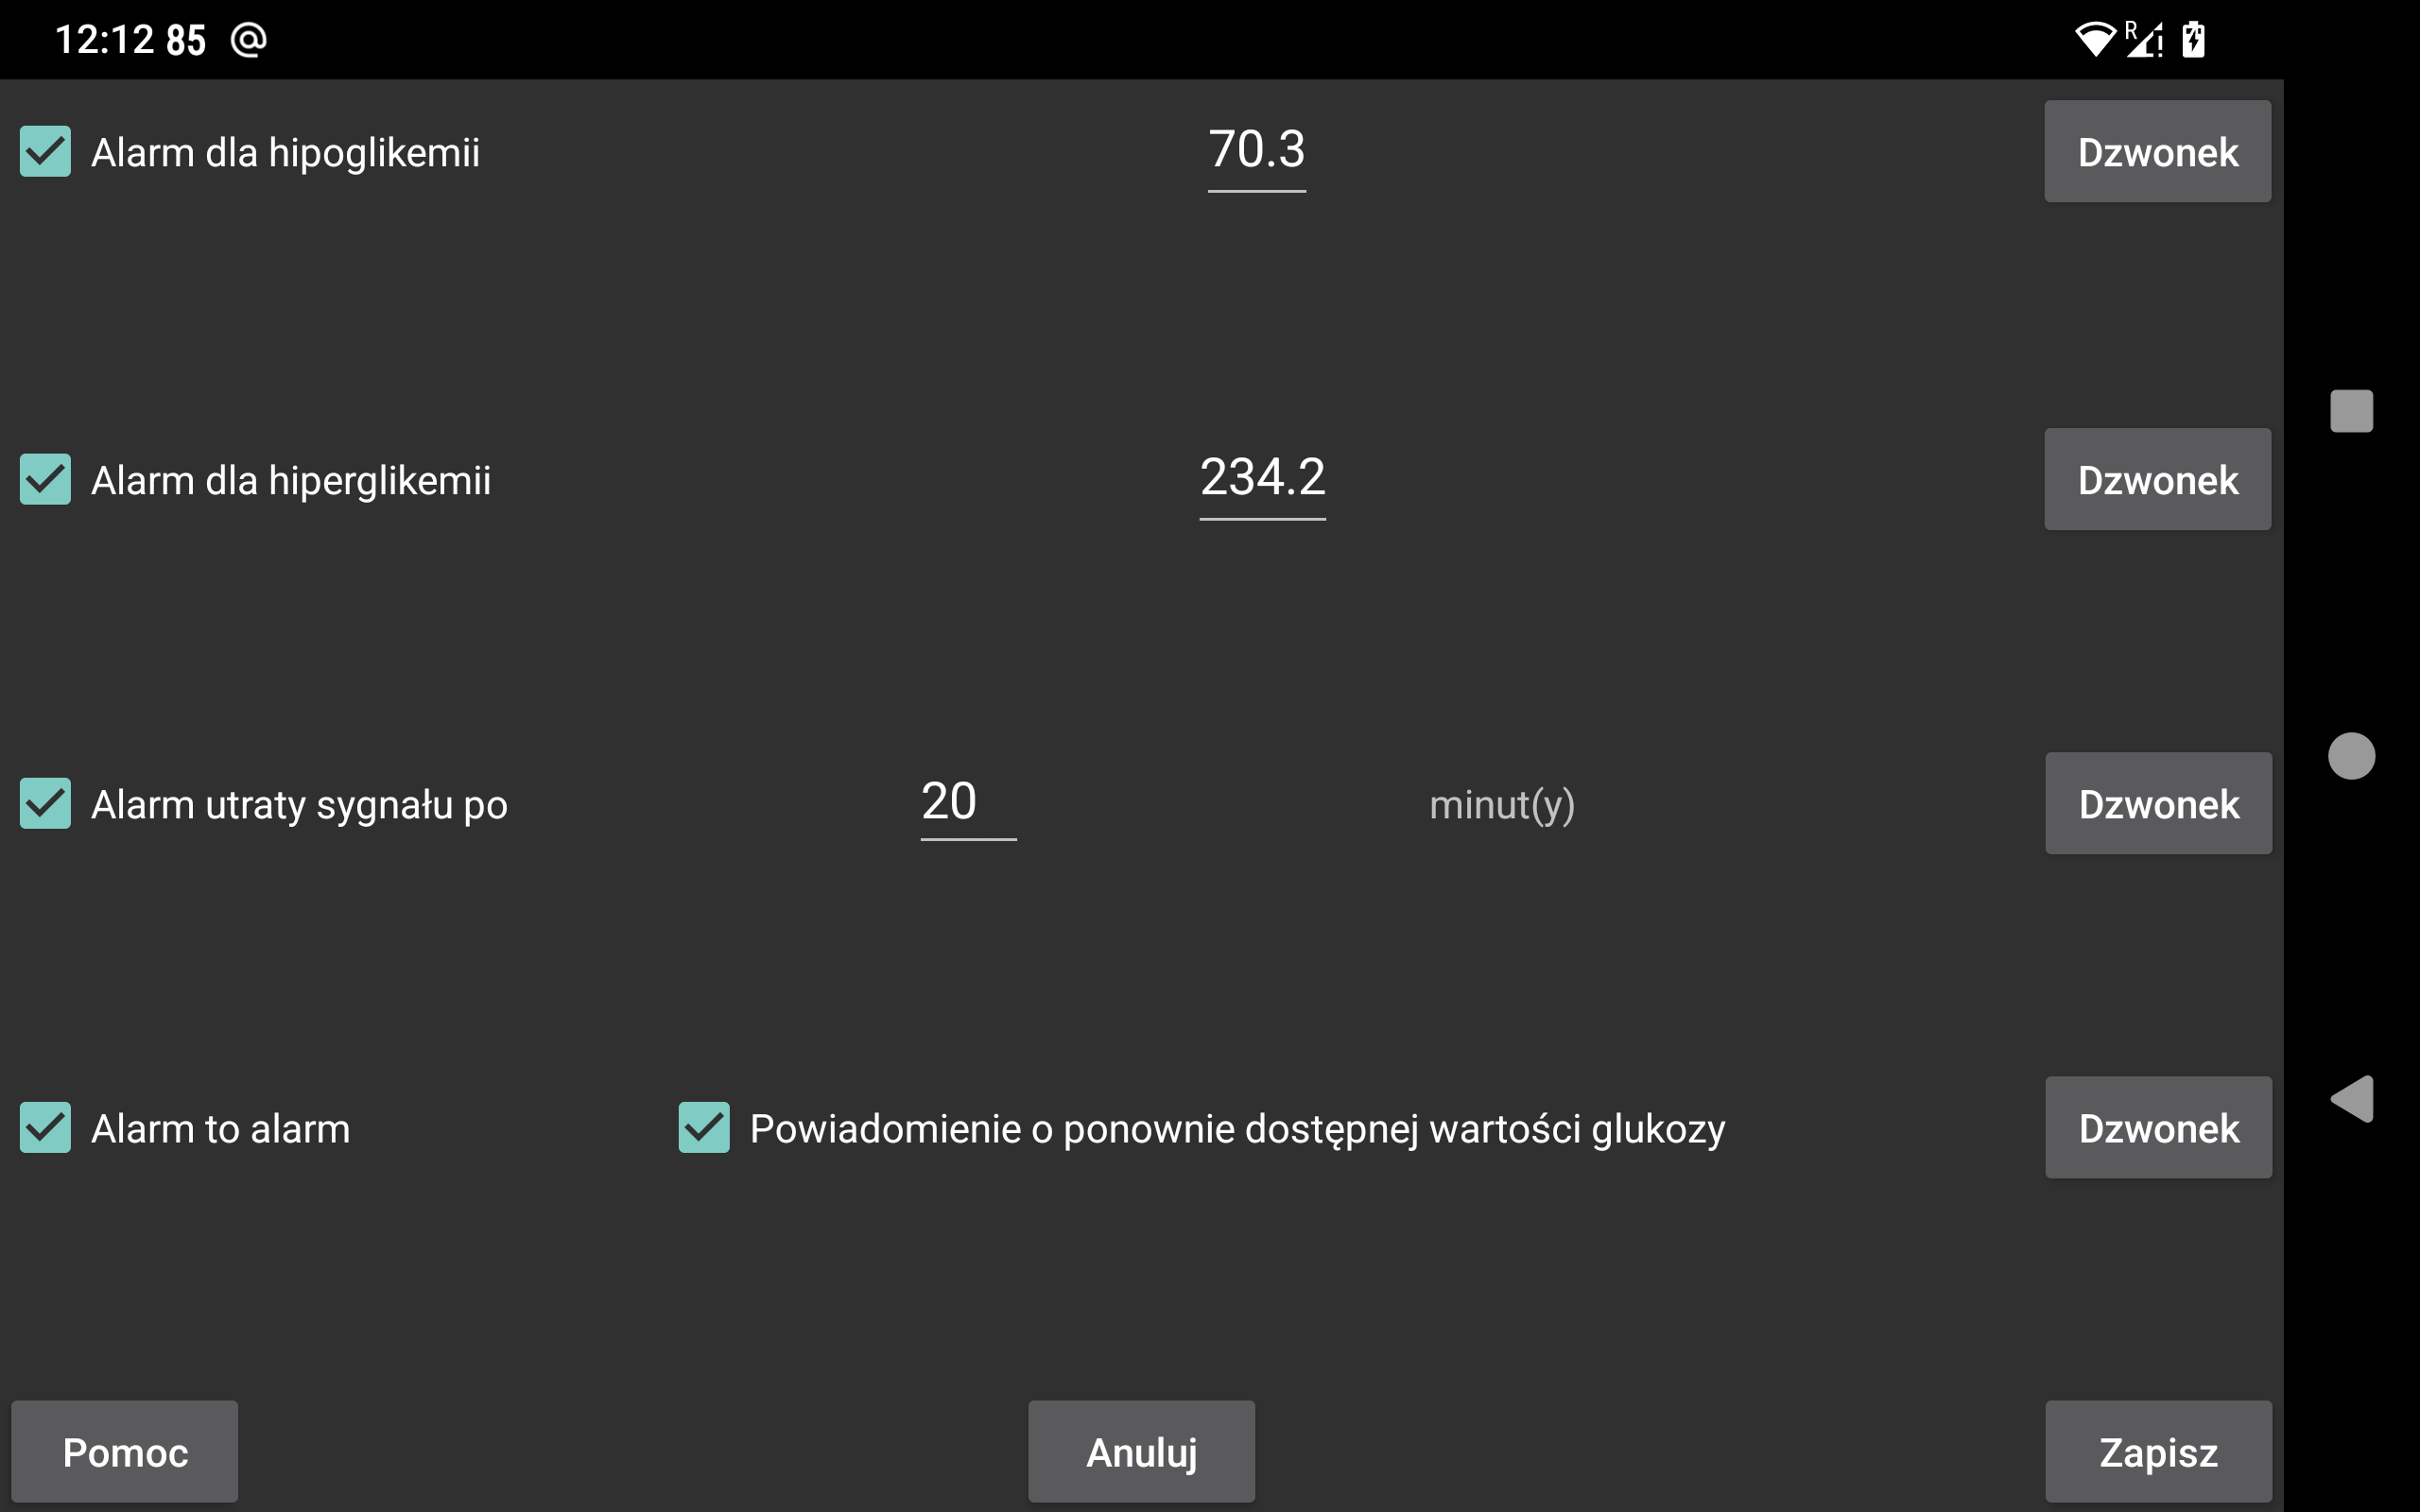 12:12 85
R
Alarm dla hipoglikemii 70.3 Dzwonek
Alarm dla hiperglikemii 234.2 Dzwonek
Alarm utraty sygnału po 20 minut(y) Dzwonek
Alarm to alarm Powiadomienie o ponownie dostępnej wartości glukozy Dzwonek
Pomoc Anuluj Zapisz